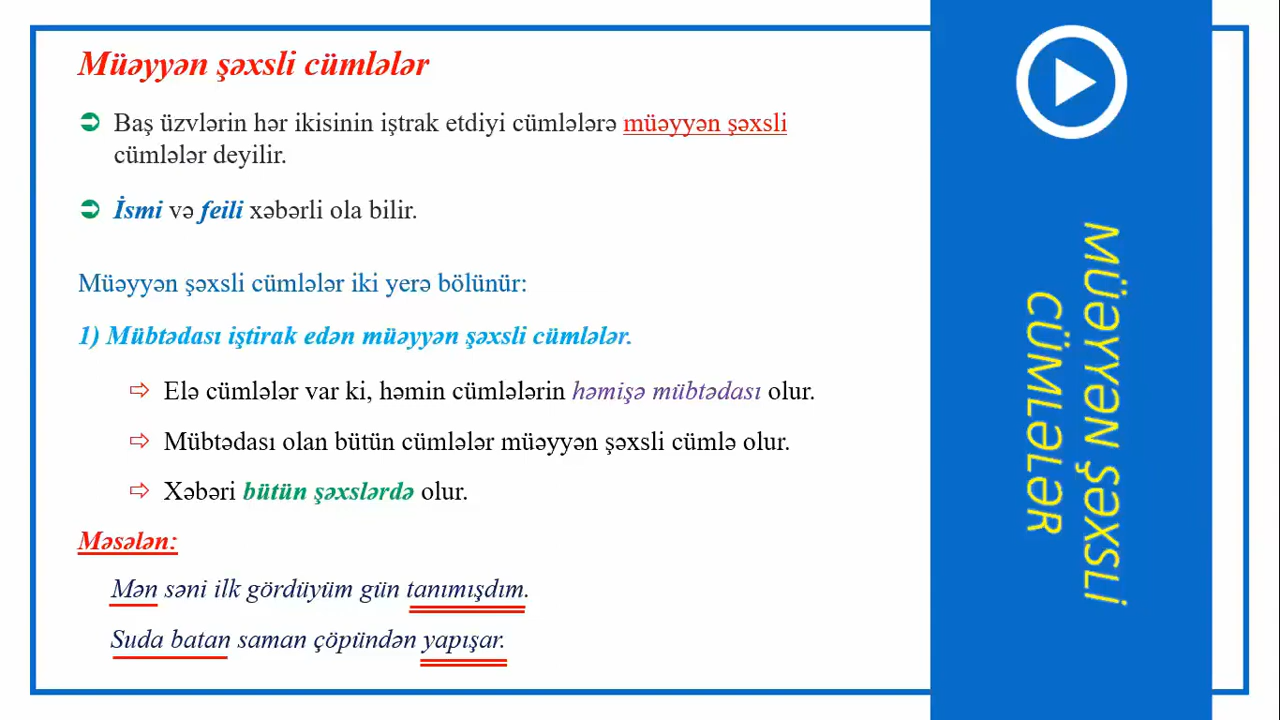 Müəyyən şəxsli cümlələr
Baş üzvlərin hər ikisinin iştrak etdiyi cümlələrə müəyyən şəxsli
cümlələr deyilir.
İsmi və feili xəbərli ola bilir.
Müəyyən şəxsli cümlələr iki yerə bölünür:
1) Mübtədası iştirak edən müəyyən şəxsli cümlələr.
Elə cümlələr var ki, həmin cümlələrin həmişə mübtədası olur.
Mübtədası olan bütün cümlələr müəyyən şəxsli cümlə olur.
Xəbəri bütün şəxslərdə olur.
Məsələn:
Mən səni ilk gördüyüm gün tanımışdım.
Suda batan saman çöpündən yapışar.
MÜƏYYƏN ŞƏXSLİ
CÜMLƏLƏR